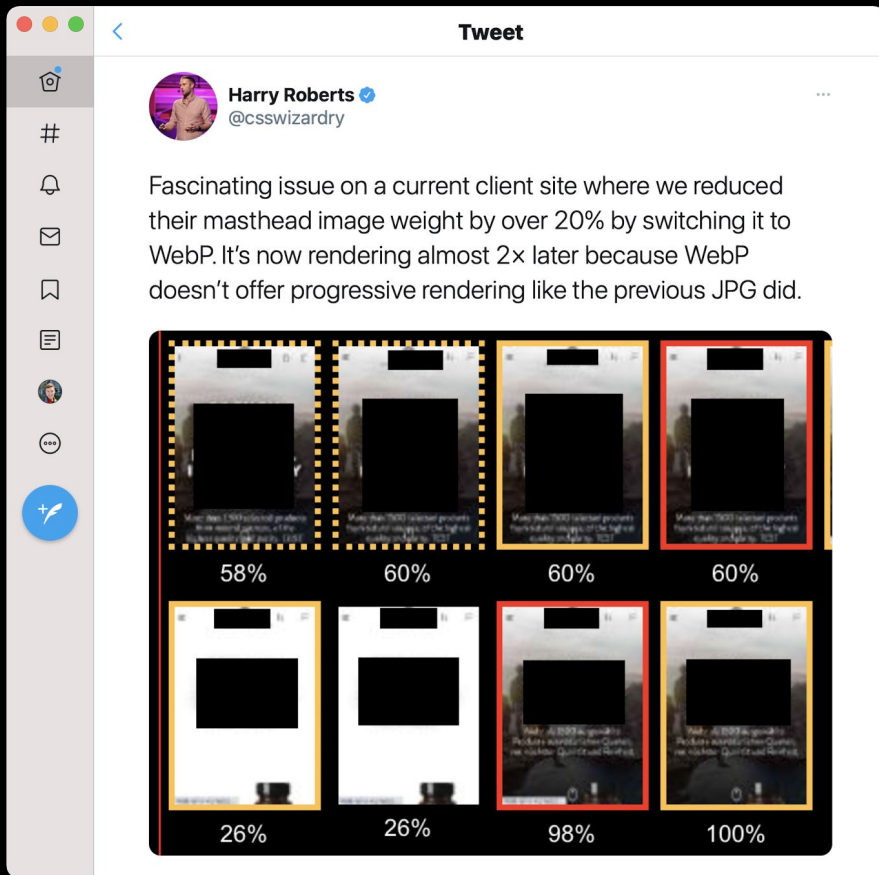 Tweet
Harry Roberts
@csswizardry
Fascinating issue on a current client site where we reduced
their masthead image weight by over 20% by switching it to
WebP. It’s now rendering almost 2× later because WebP
doesn’t offer progressive rendering like the previous JPG did.
58% 60% 60% 60%
26% 26% 98% 100%